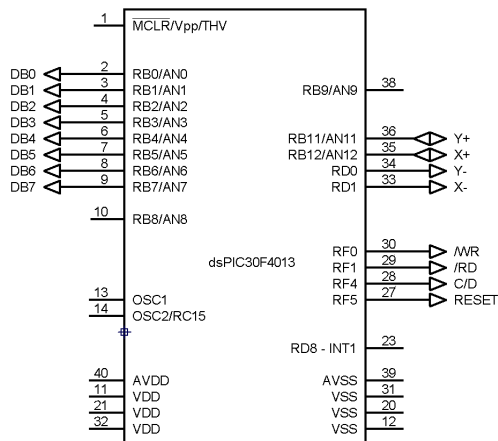 1 MCLR/Vpp/THV
DB0 2 RB0/AN0
DB1 3 RB1/AN1 RB9/AN9 38
DB2 4 RB2/AN2
DB3 5 RB3/AN3
DB4 6 RB4/AN4 RB11/AN11 36 Y+
DB5 7 RB5/AN5 RB12/AN12 35 X+
DB6 8 RB6/AN6 RD0 34 Y-
DB7 9 RB7/AN7 RD1 33 X-
10 RB8/AN8
RF0 30 /WR
dsPIC30F4013 RF1 29 /RD
RF4 28 C/D
13 OSC1 RF5 27 RESET
14 OSC2/RC15
RD8 - INT1 23
40 AVDD AVSS 39
11 VDD VSS 31
21 VDD VSS 20
32 VDD VSS 12